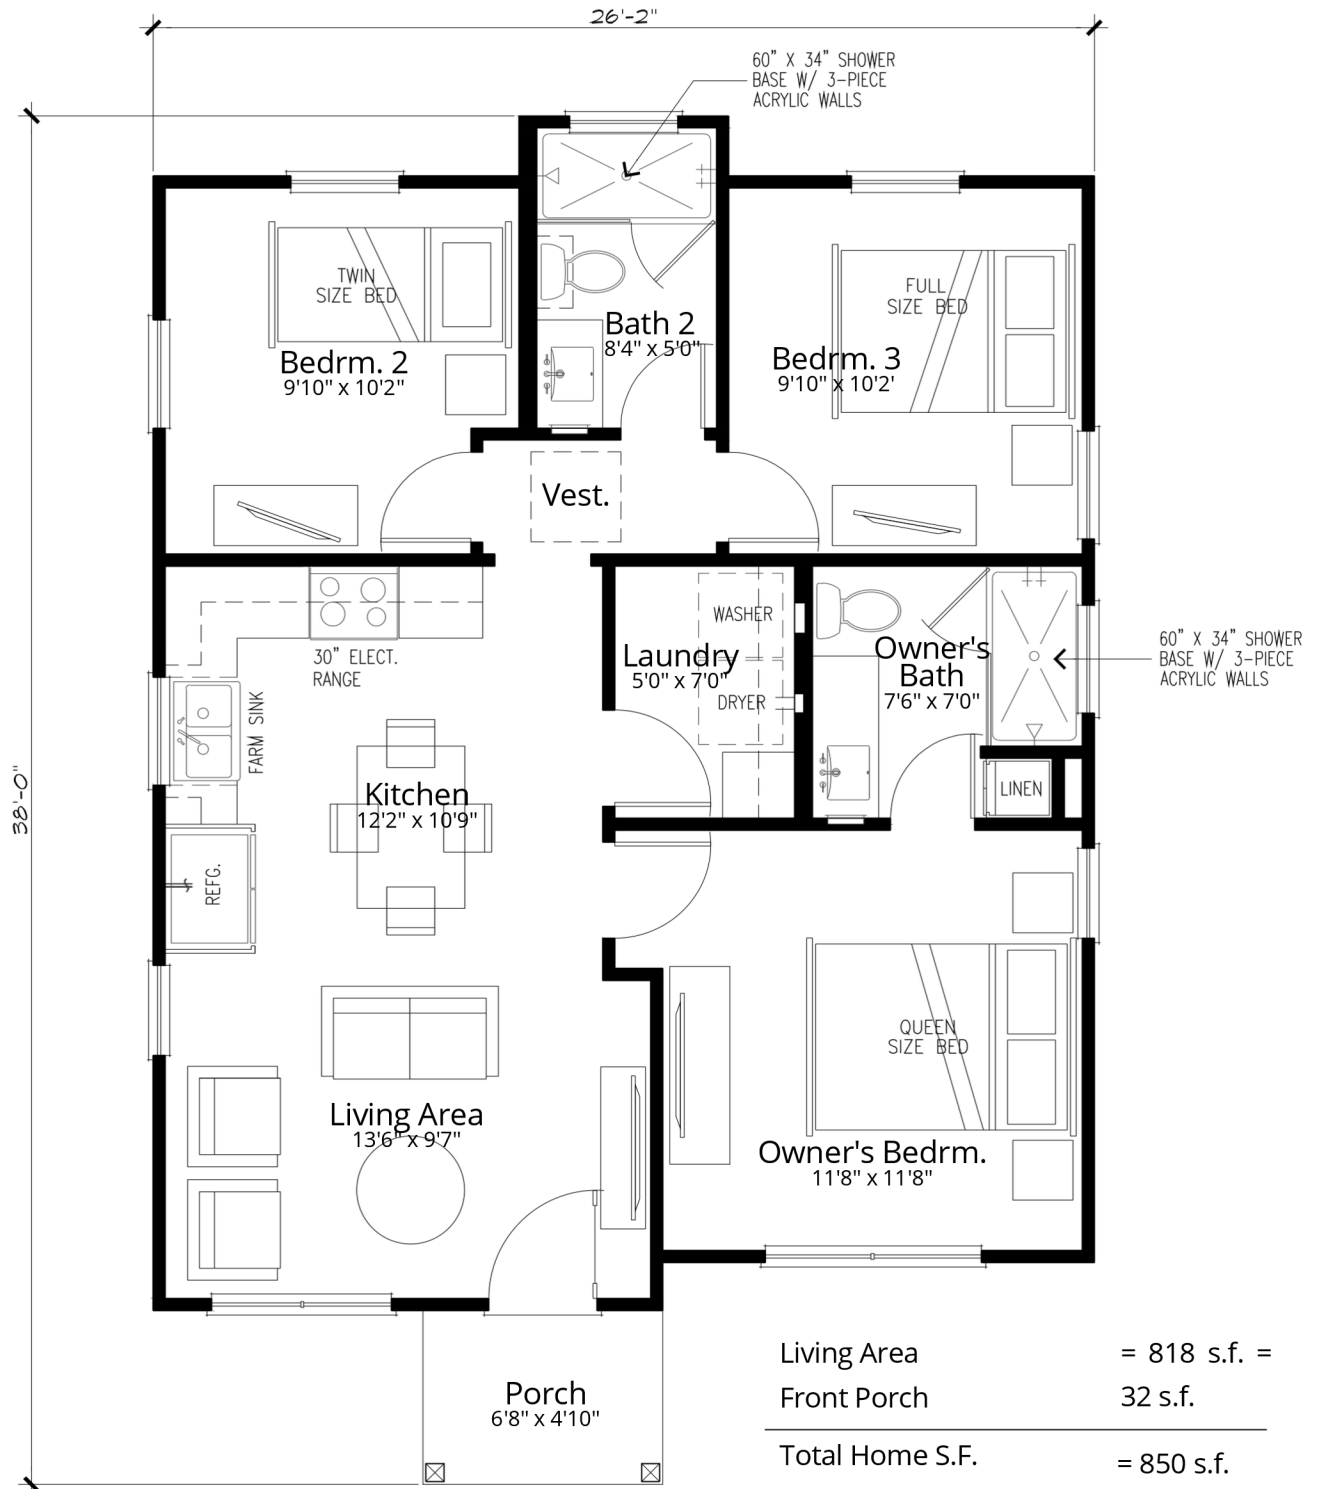 26'-2"
60" X 34" SHOWER
BASE W/ 3-PIECE
ACRYLIC WALLS
TWIN
SIZE BED
Bedrm. 2
9'10" x 10'2"
Bath 2
8'4" x 5'0"
FULL
SIZE BED
Bedrm. 3
9'10" x 10'2'
Vest.
30" ELECT.
RANGE
FARM SINK
WASHER
Laundry
5'0" x 7'0"
DRYER
Owner's
Bath
7'6" x 7'0"
60" X 34" SHOWER
BASE W/ 3-PIECE
ACRYLIC WALLS
LINEN
38'-0"
Kitchen
12'2" x 10'9"
REFG.
QUEEN
SIZE BED
Living Area
13'6" x 9'7"
Owner's Bedrm.
11'8" x 11'8"
Porch
6'8" x 4'10"
Living Area = 818 s.f. =
Front Porch 32 s.f.
Total Home S.F. = 850 s.f.